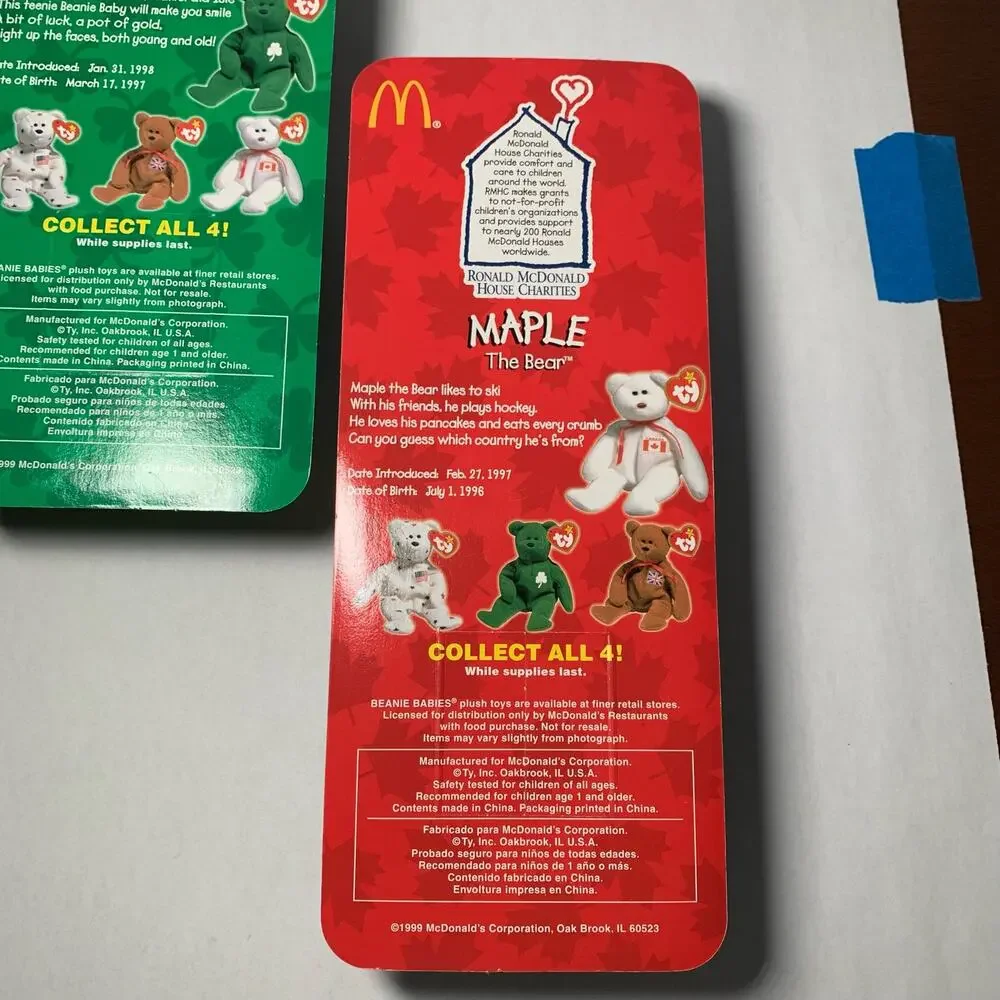 This teenie Beanie Baby will make you smile
A bit of luck, a pot of gold,
ight up the faces, both young and old!
ate Introduced: Jan. 31, 1998
te of Birth: March 17, 1997
ty
ty
ty
ty
COLLECT ALL 4!
While supplies last.
ANIE BABIES® plush toys are available at finer retail stores.
icensed for distribution only by McDonald's Restaurants
with food purchase. Not for resale.
Items may vary slightly from photograph.
Manufactured for McDonald's Corporation.
©Ty, Inc. Oakbrook, IL U.S.A.
Safety tested for children of all ages.
Recommended for children age 1 and older.
Contents made in China. Packaging printed in China.
Fabricado para McDonald's Corporation.
©Ty, Inc. Oakbrook, IL U.S.A.
Probado seguro para niños de todas edades.
Recomendado para niños de 1 año o más.
Contenido fabricado en China.
Envoltura impresa en China.
999 McDonald's Corporation, Oak Brook, IL 60523
M®
Ronald
McDonald
House Charities
provide comfort and
care to children
around the world.
RMHC makes grants
to not-for-profit
children's organizations
and provides support
to nearly 200 Ronald
McDonald Houses
worldwide.
RONALD MCDONALD
HOUSE CHARITIES
MAPLE
The Bear™
Maple the Bear likes to ski
With his friends, he plays hockey.
He loves his pancakes and eats every crumb
Can you guess which country he's from?
Date Introduced: Feb. 27, 1997
Date of Birth: July 1, 1996
ty
ty
ty
ty
COLLECT ALL 4!
While supplies last.
BEANIE BABIES® plush toys are available at finer retail stores.
Licensed for distribution only by McDonald's Restaurants
with food purchase. Not for resale.
Items may vary slightly from photograph.
Manufactured for McDonald's Corporation.
©Ty, Inc. Oakbrook, IL U.S.A.
Safety tested for children of all ages.
Recommended for children age 1 and older.
Contents made in China. Packaging printed in China.
Fabricado para McDonald's Corporation.
©Ty, Inc. Oakbrook, IL U.S.A.
Probado seguro para niños de todas edades.
Recomendado para niños de 1 año o más.
Contenido fabricado en China.
Envoltura impresa en China.
©1999 McDonald's Corporation, Oak Brook, IL 60523